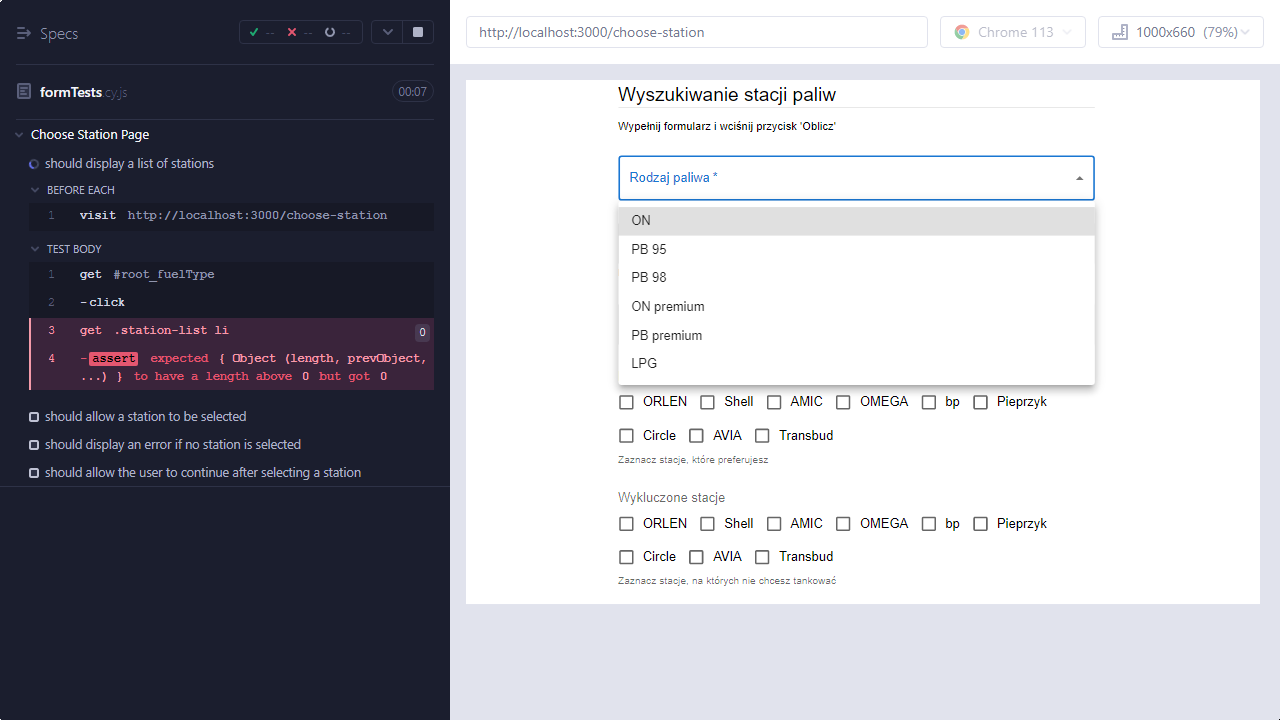 Specs
-- -- --
formTests.cy.js 00:07
Choose Station Page
should display a list of stations
BEFORE EACH
1 visit http://localhost:3000/choose-station
TEST BODY
1 get #root_fuelType
2 -click
3 get .station-list li 0
4 -assert expected { Object (length, prevObject,
...) } to have a length above 0 but got 0
should allow a station to be selected
should display an error if no station is selected
should allow the user to continue after selecting a station
http://localhost:3000/choose-station
Chrome 113
1000x660 (79%)
Wyszukiwanie stacji paliw
Wypełnij formularz i wciśnij przycisk 'Oblicz'
Rodzaj paliwa *
ON
PB 95
PB 98
ON premium
PB premium
LPG
ORLEN Shell AMIC OMEGA bp Pieprzyk
Circle AVIA Transbud
Zaznacz stacje, które preferujesz
Wykluczone stacje
ORLEN Shell AMIC OMEGA bp Pieprzyk
Circle AVIA Transbud
Zaznacz stacje, na których nie chcesz tankować